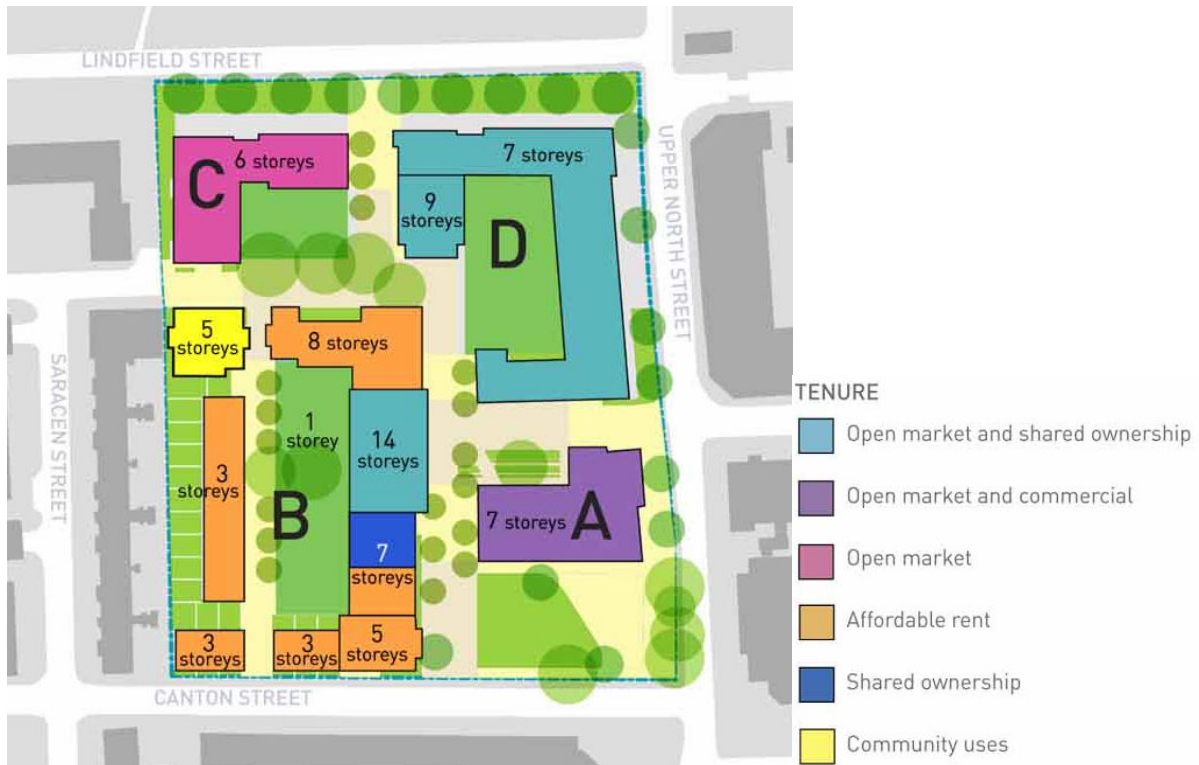 LINDFIELD STREET
UPPER NORTH STREET
C
6 storeys
7 storeys
9
storeys
D
5
storeys
8 storeys
SARACEN STREET
1
storey
14
storeys
3
storeys
B
7 storeys
A
7
storeys
3
storeys
3
storeys
5
storeys
CANTON STREET
TENURE
Open market and shared ownership
Open market and commercial
Open market
Affordable rent
Shared ownership
Community uses